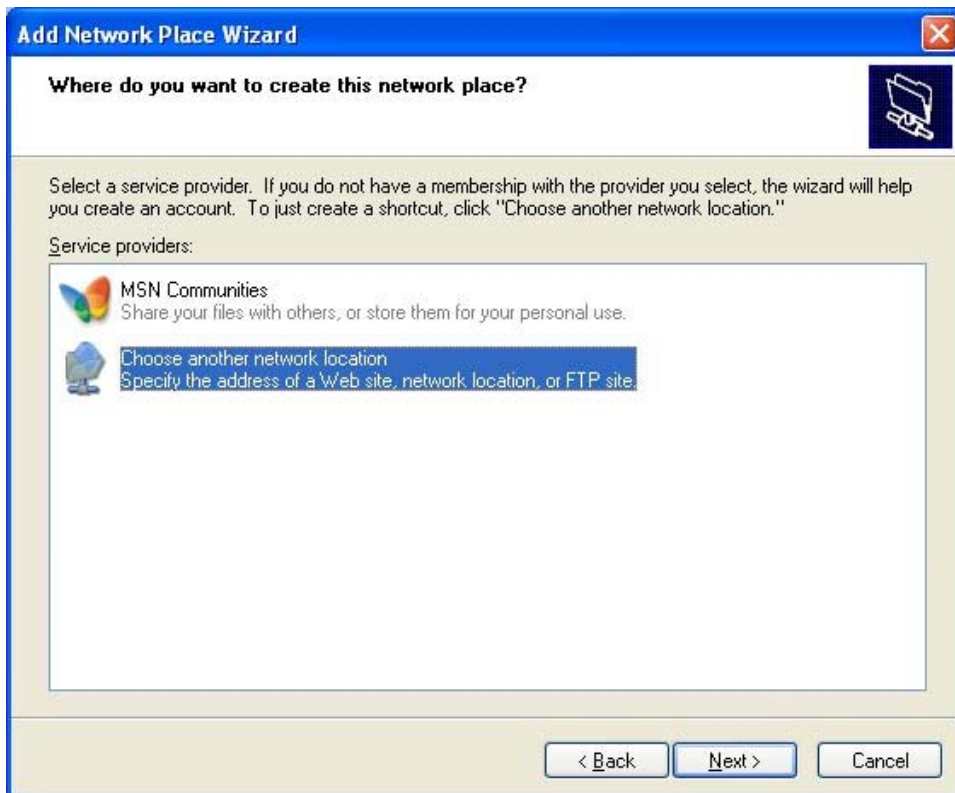 Add Network Place Wizard
Where do you want to create this network place?
Select a service provider. If you do not have a membership with the provider you select, the wizard will help
you create an account. To just create a shortcut, click "Choose another network location."
Service providers:
MSN Communities
Share your files with others, or store them for your personal use.
Choose another network location
Specify the address of a Web site, network location, or FTP site.
< Back Next > Cancel